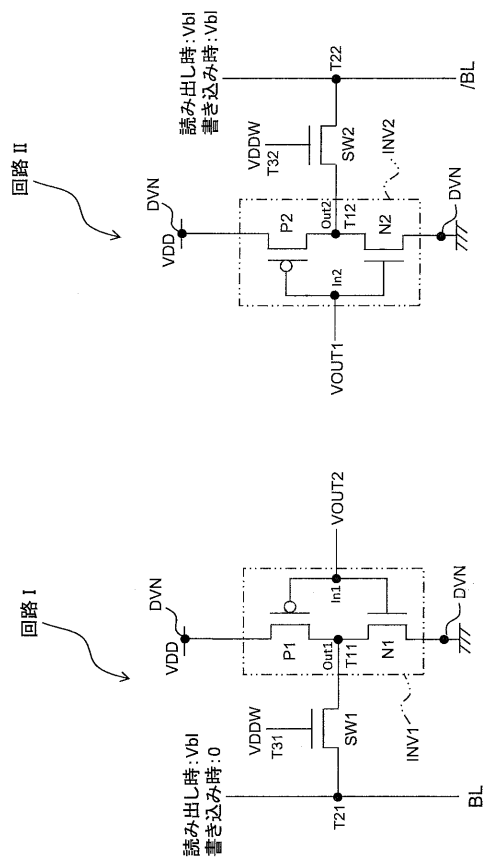 回路 I
読み出し時:Vbl
書き込み時:0
T21
BL
VDDW
T31
SW1
VDD
DVN
P1
Out1
T11
N1
In1
VOUT2
DVN
INV1
回路 II
VDD
DVN
P2
Out2
T12
N2
In2
VOUT1
DVN
INV2
VDDW
T32
SW2
読み出し時:Vbl
書き込み時:Vbl
T22
/BL